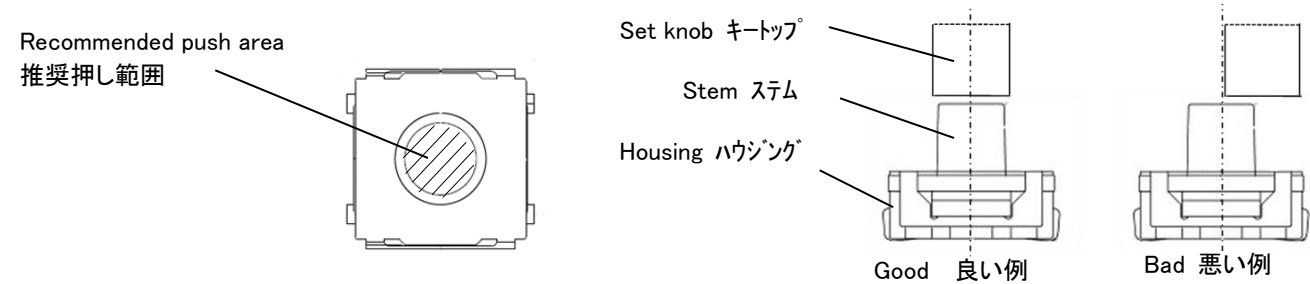 Recommended push area
推奨押し範囲
Set knob キートップ
Stem ステム
Housing ハウジング
Good 良い例
Bad 悪い例